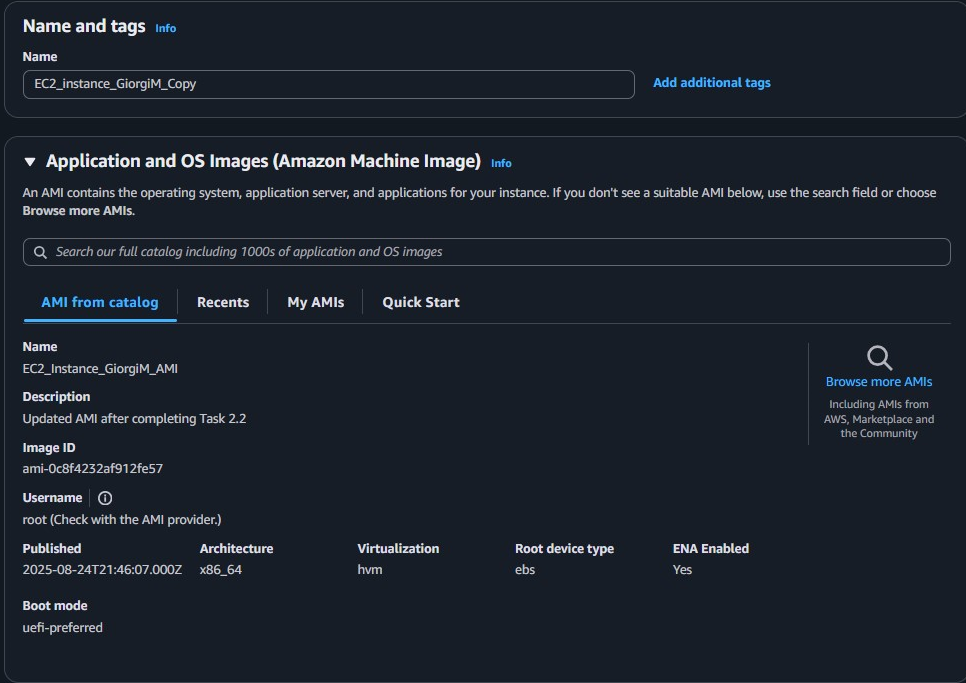 Name and tags Info
Name
EC2_instance_GiorgiM_Copy
Add additional tags
Application and OS Images (Amazon Machine Image) Info
An AMI contains the operating system, application server, and applications for your instance. If you don't see a suitable AMI below, use the search field or choose
Browse more AMIs.
Search our full catalog including 1000s of application and OS images
AMI from catalog Recents My AMIs Quick Start
Name
EC2_Instance_GiorgiM_AMI
Description
Updated AMI after completing Task 2.2
Image ID
ami-0c8f4232af912fe57
Username
root (Check with the AMI provider.)
Published Architecture Virtualization Root device type ENA Enabled
2025-08-24T21:46:07.000Z x86_64 hvm ebs Yes
Boot mode
uefi-preferred
Browse more AMIs
Including AMIs from
AWS, Marketplace and
the Community